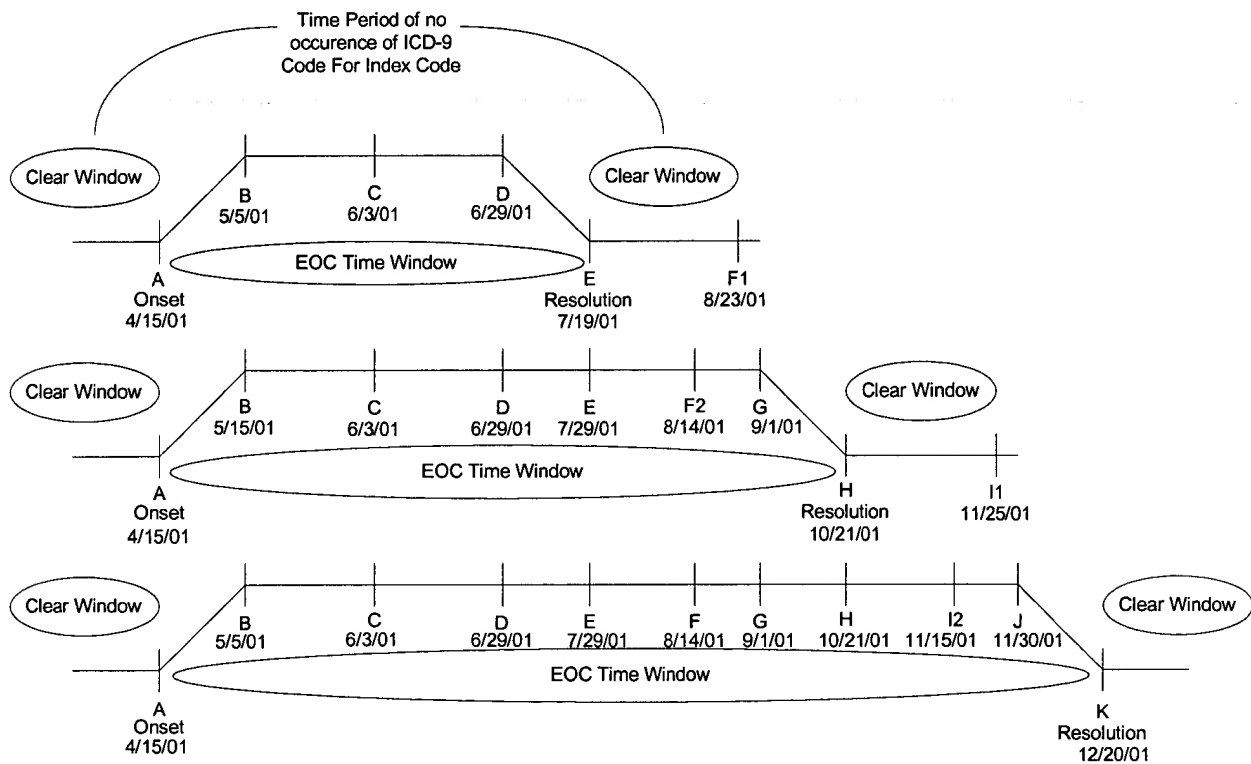 Time Period of no
occurence of ICD-9
Code For Index Code
Clear Window
Clear Window
B
5/5/01
C
6/3/01
D
6/29/01
EOC Time Window
A
Onset
4/15/01
E
Resolution
7/19/01
F1
8/23/01
Clear Window
Clear Window
B
5/15/01
C
6/3/01
D
6/29/01
E
7/29/01
F2
8/14/01
G
9/1/01
EOC Time Window
A
Onset
4/15/01
H
Resolution
10/21/01
I1
11/25/01
Clear Window
Clear Window
B
5/5/01
C
6/3/01
D
6/29/01
E
7/29/01
F
8/14/01
G
9/1/01
H
10/21/01
I2
11/15/01
J
11/30/01
EOC Time Window
A
Onset
4/15/01
K
Resolution
12/20/01